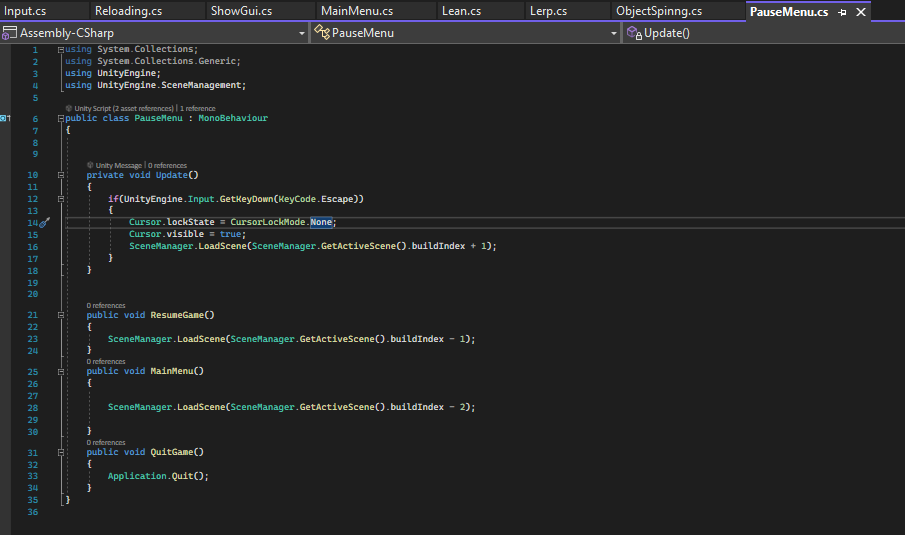 Input.cs Reloading.cs ShowGui.cs MainMenu.cs Lean.cs Lerp.cs ObjectSpinng.cs PauseMenu.cs
Assembly-CSharp PauseMenu Update()
1 using System.Collections;
2 using System.Collections.Generic;
3 using UnityEngine;
4 using UnityEngine.SceneManagement;
5
Unity Script (2 asset references) | 1 reference
6 public class PauseMenu : MonoBehaviour
7 {
8
9
Unity Message | 0 references
10 private void Update()
11 {
12 if(UnityEngine.Input.GetKeyDown(KeyCode.Escape))
13 {
14 Cursor.lockState = CursorLockMode.None;
15 Cursor.visible = true;
16 SceneManager.LoadScene(SceneManager.GetActiveScene().buildIndex + 1);
17 }
18 }
19
20
0 references
21 public void ResumeGame()
22 {
23 SceneManager.LoadScene(SceneManager.GetActiveScene().buildIndex - 1);
24 }
0 references
25 public void MainMenu()
26 {
27
28 SceneManager.LoadScene(SceneManager.GetActiveScene().buildIndex - 2);
29
30 }
0 references
31 public void QuitGame()
32 {
33 Application.Quit();
34 }
35 }
36